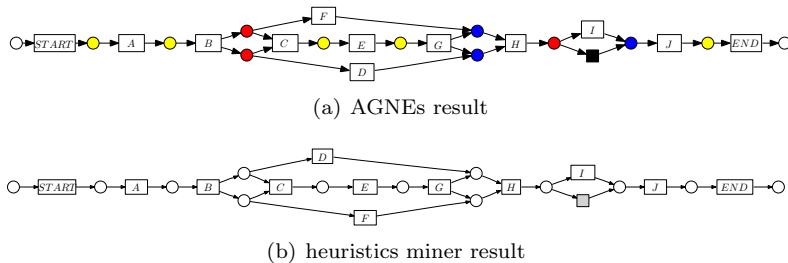 F
START A B C E G H I J END
D
(a) AGNEs result
D
START A B C E G H I J END
F
(b) heuristics miner result